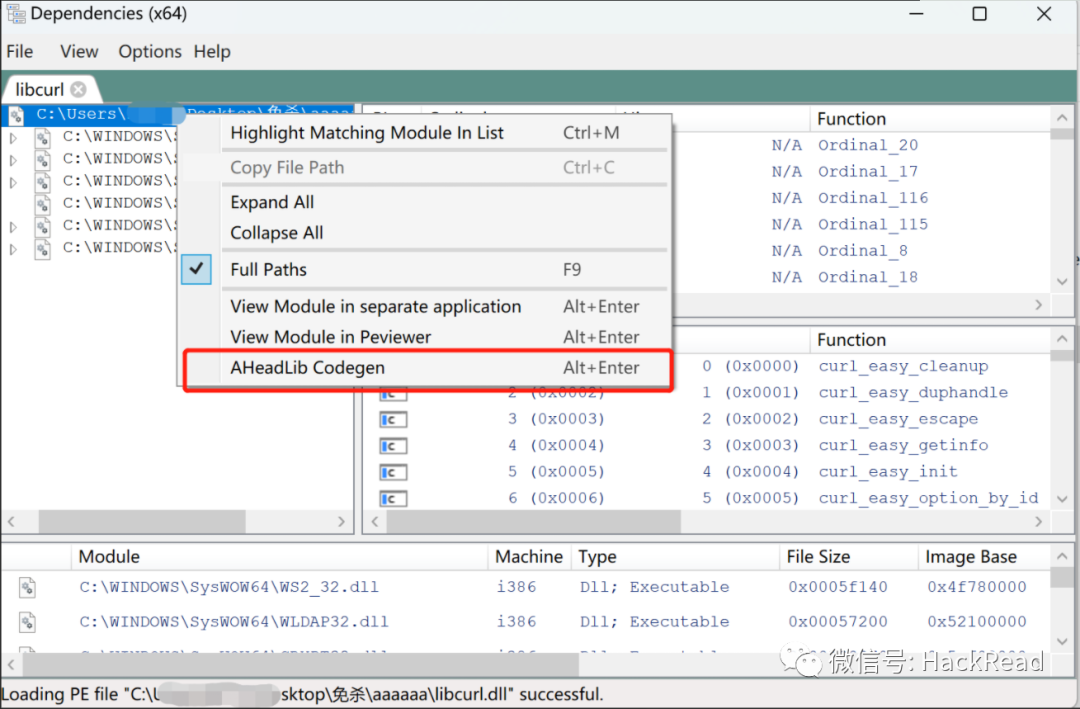 Dependencies (x64)
File View Options Help
libcurl
C:\Users\ Desktop\免杀\aaaaa
C:\WINDOWS\
C:\WINDOWS\
C:\WINDOWS\
C:\WINDOWS\
C:\WINDOWS\
C:\WINDOWS\
Highlight Matching Module In List Ctrl+M
Copy File Path Ctrl+C
Expand All
Collapse All
Full Paths F9
View Module in separate application Alt+Enter
View Module in Peviewer Alt+Enter
AHeadLib Codegen Alt+Enter
Function
N/A Ordinal_20
N/A Ordinal_17
N/A Ordinal_116
N/A Ordinal_115
N/A Ordinal_8
N/A Ordinal_18
Function
0 (0x0000) curl_easy_cleanup
1 (0x0001) curl_easy_duphandle
2 (0x0002) 
3 (0x0003) 2 (0x0002) curl_easy_escape
4 (0x0004) 3 (0x0003) curl_easy_getinfo
5 (0x0005) 4 (0x0004) curl_easy_init
6 (0x0006) 5 (0x0005) curl_easy_option_by_id
Module Machine Type File Size Image Base
C:\WINDOWS\SysWOW64\WS2_32.dll i386 Dll; Executable 0x0005f140 0x4f780000
C:\WINDOWS\SysWOW64\WLDAP32.dll i386 Dll; Executable 0x00057200 0x52100000
微信号: HackRead
Loading PE file "C:\U sktop\免杀\aaaaaa\libcurl.dll" successful.